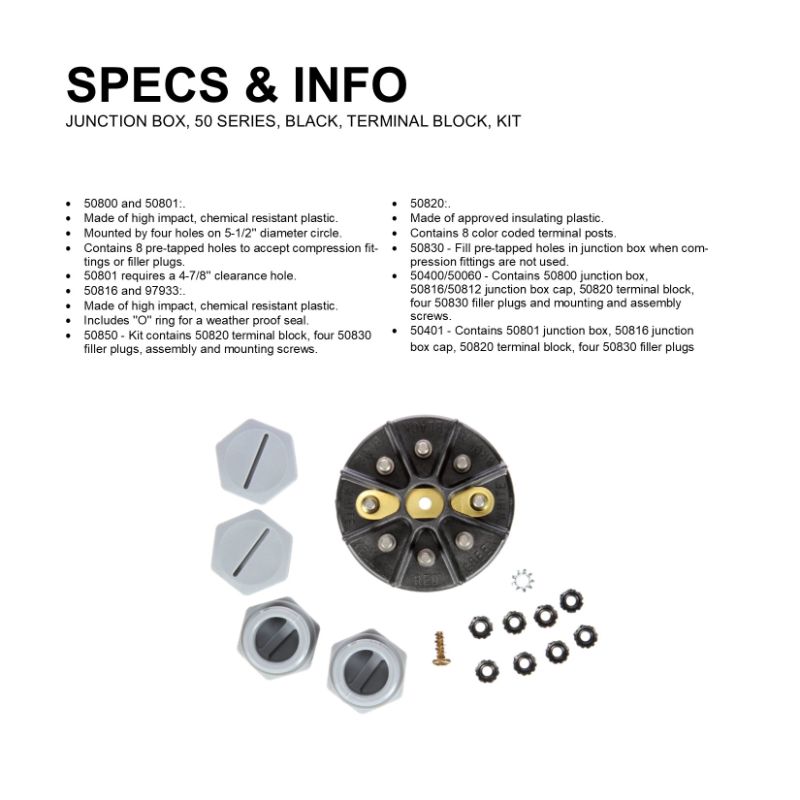 SPECS & INFO
JUNCTION BOX, 50 SERIES, BLACK, TERMINAL BLOCK, KIT
• 50800 and 50801:.
• Made of high impact, chemical resistant plastic.
• Mounted by four holes on 5-1/2" diameter circle.
• Contains 8 pre-tapped holes to accept compression fit-
tings or filler plugs.
• 50801 requires a 4-7/8" clearance hole.
• 50816 and 97933:.
• Made of high impact, chemical resistant plastic.
• Includes "O" ring for a weather proof seal.
• 50850 - Kit contains 50820 terminal block, four 50830
filler plugs, assembly and mounting screws.
• 50820:.
• Made of approved insulating plastic.
• Contains 8 color coded terminal posts.
• 50830 - Fill pre-tapped holes in junction box when com-
pression fittings are not used.
• 50400/50060 - Contains 50800 junction box,
50816/50812 junction box cap, 50820 terminal block,
four 50830 filler plugs and mounting and assembly
screws.
• 50401 - Contains 50801 junction box, 50816 junction
box cap, 50820 terminal block, four 50830 filler plugs
RED